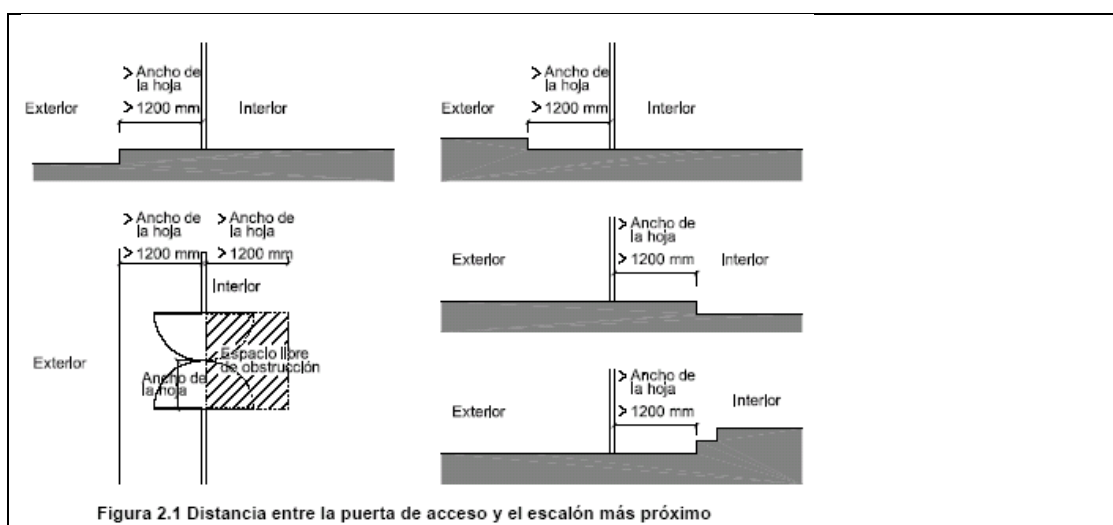 > Ancho de
la hoja
Exterior > 1200 mm Interior
> Ancho de
la hoja
Exterior > 1200 mm Interior
> Ancho de > Ancho de
la hoja la hoja
> 1200 mm > 1200 mm
Interior
Exterior
Espacio libre
de obstrucción
Ancho de
la hoja
> Ancho de
la hoja
Exterior > 1200 mm Interior
> Ancho de
la hoja
Exterior > 1200 mm Interior
Figura 2.1 Distancia entre la puerta de acceso y el escalón más próximo